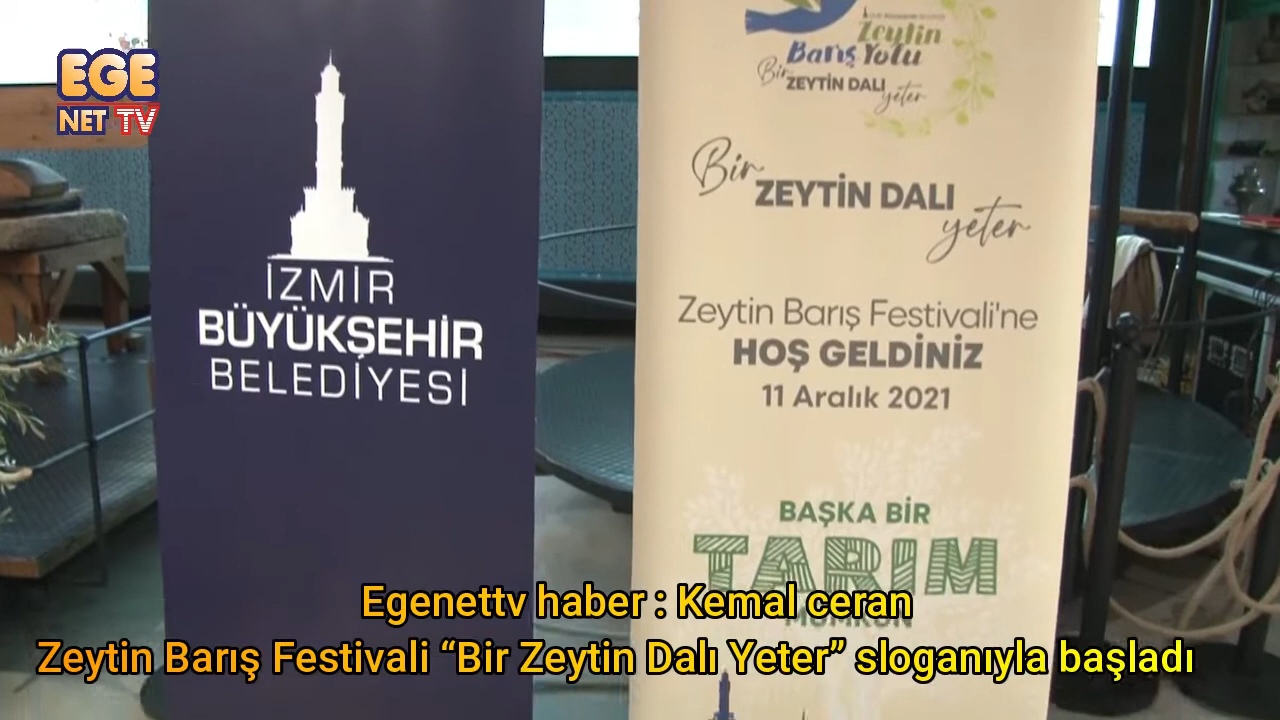 EGE
NET TV
İZMİR
BÜYÜKŞEHİR
BELEDİYESİ
Zeytin
Barış Yolu
Bir
ZEYTİN DALI
yeter
Bir
ZEYTİN DALI
yeter
Zeytin Barış Festivali'ne
HOŞ GELDİNİZ
11 Aralık 2021
BAŞKA BİR
TARIM
MÜMKÜN
Egenettv haber : Kemal ceran
Zeytin Barış Festivali “Bir Zeytin Dalı Yeter” sloganıyla başladı